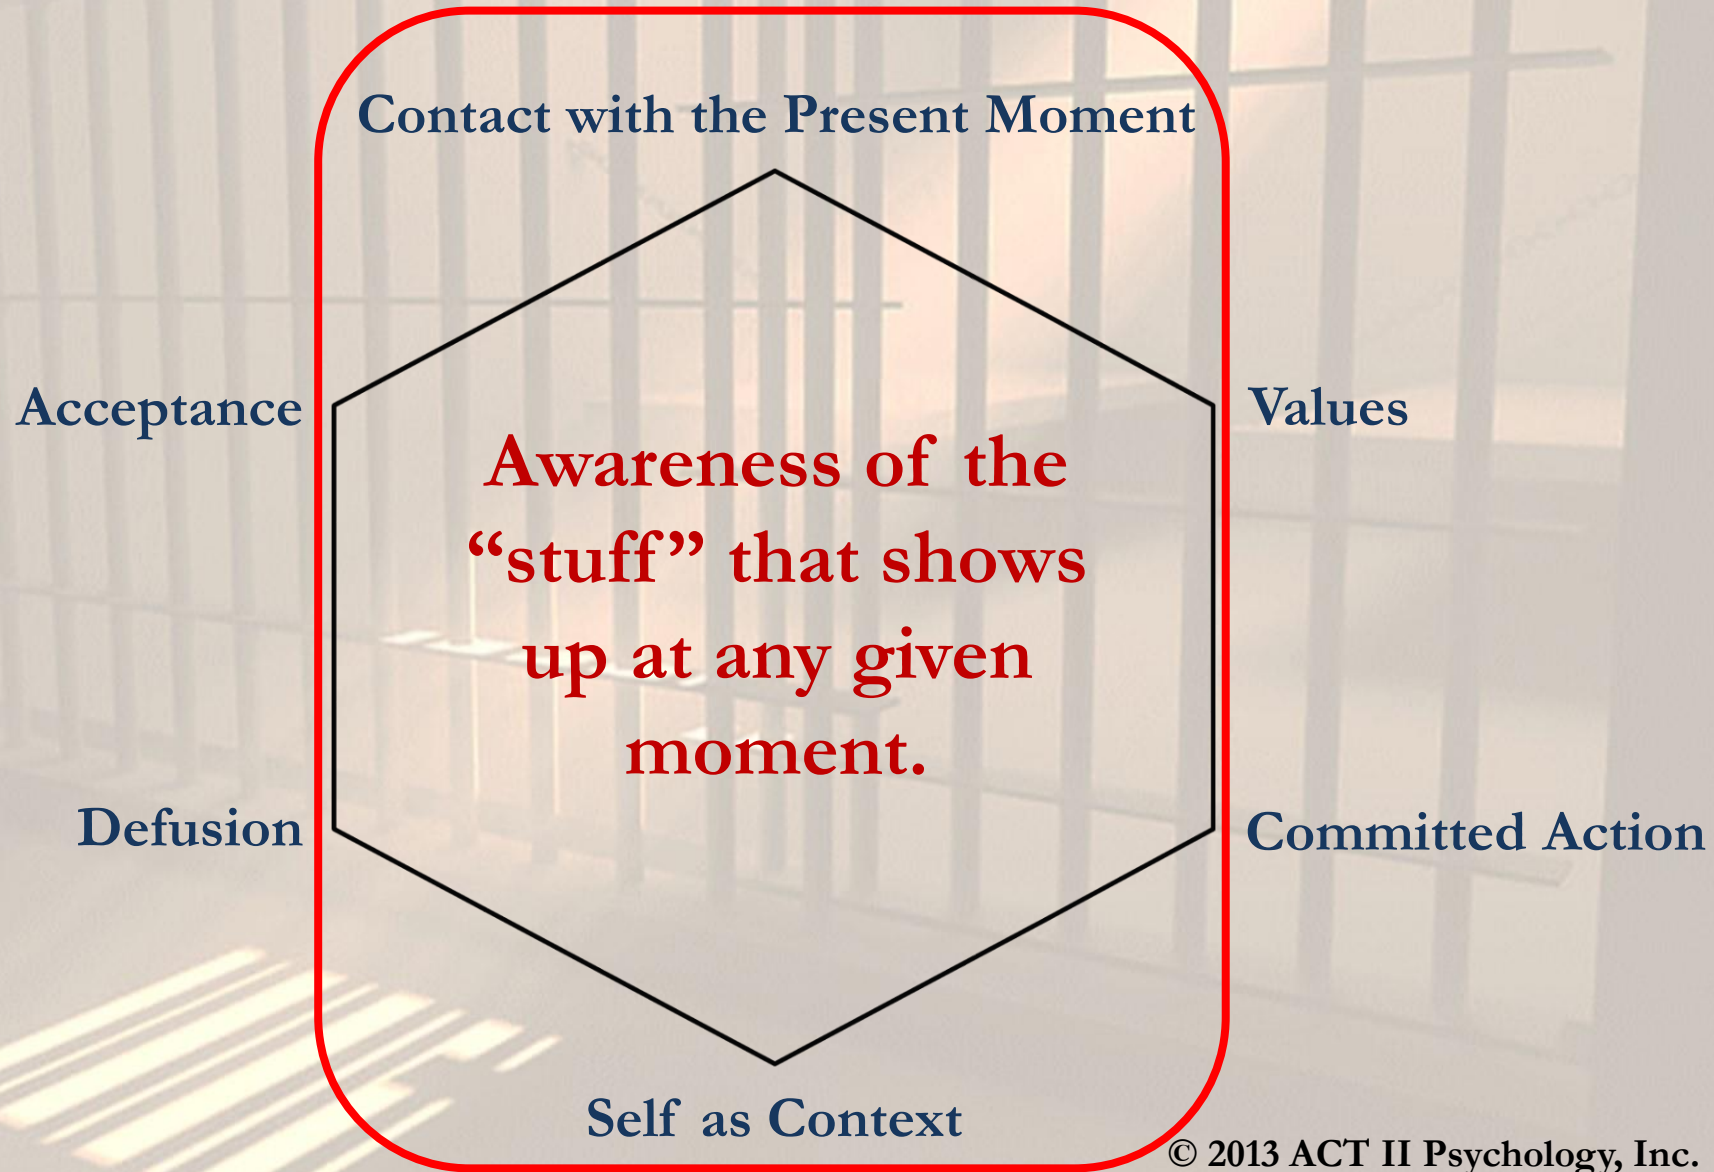 Contact with the Present Moment
Acceptance
Values
Awareness of the
“stuff” that shows
up at any given
moment.
Defusion
Committed Action
Self as Context
© 2013 ACT II Psychology, Inc.